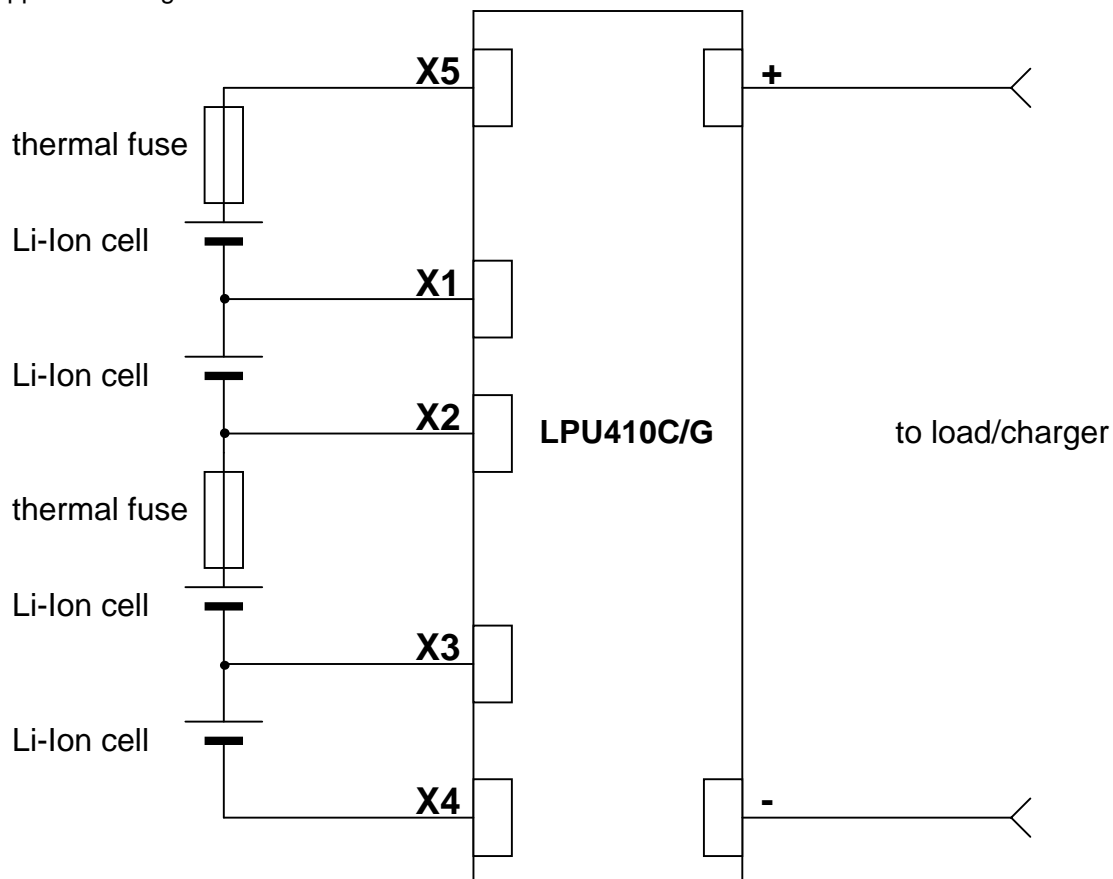 X5
+
thermal fuse
Li-Ion cell
X1
Li-Ion cell
X2
LPU410C/G
to load/charger
thermal fuse
Li-Ion cell
X3
Li-Ion cell
X4
-